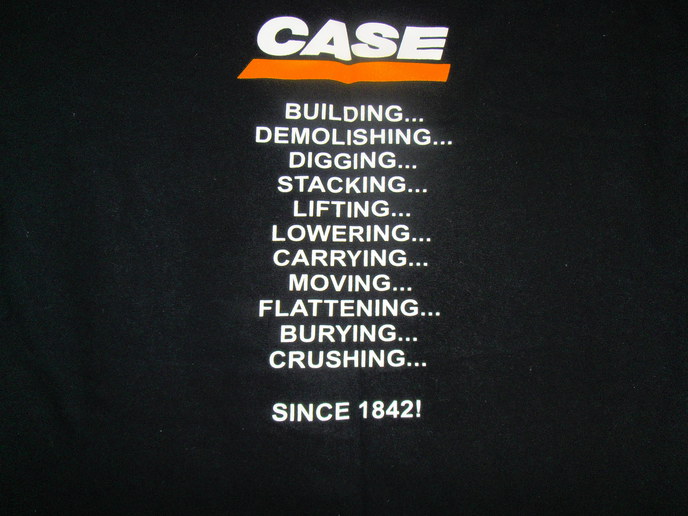 CASE
BUILDING...
DEMOLISHING...
DIGGING...
STACKING...
LIFTING...
LOWERING...
CARRYING...
MOVING...
FLATTENING...
BURYING...
CRUSHING...
SINCE 1842!